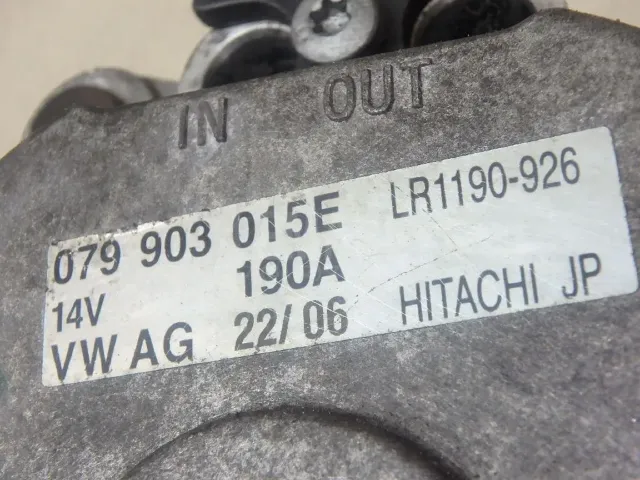 IN OUT
079 903 015E LR1190-926
14V 190A
VW AG 22/06 HITACHI JP